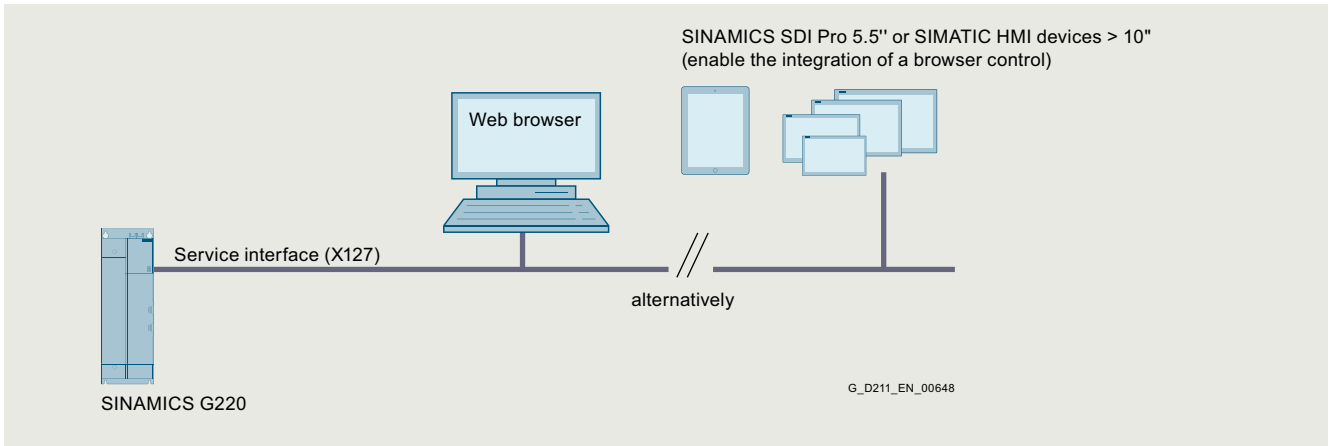 SINAMICS SDI Pro 5.5'' or SIMATIC HMI devices > 10"
(enable the integration of a browser control)
Web browser
Service interface (X127)
alternatively
G_D211_EN_00648
SINAMICS G220